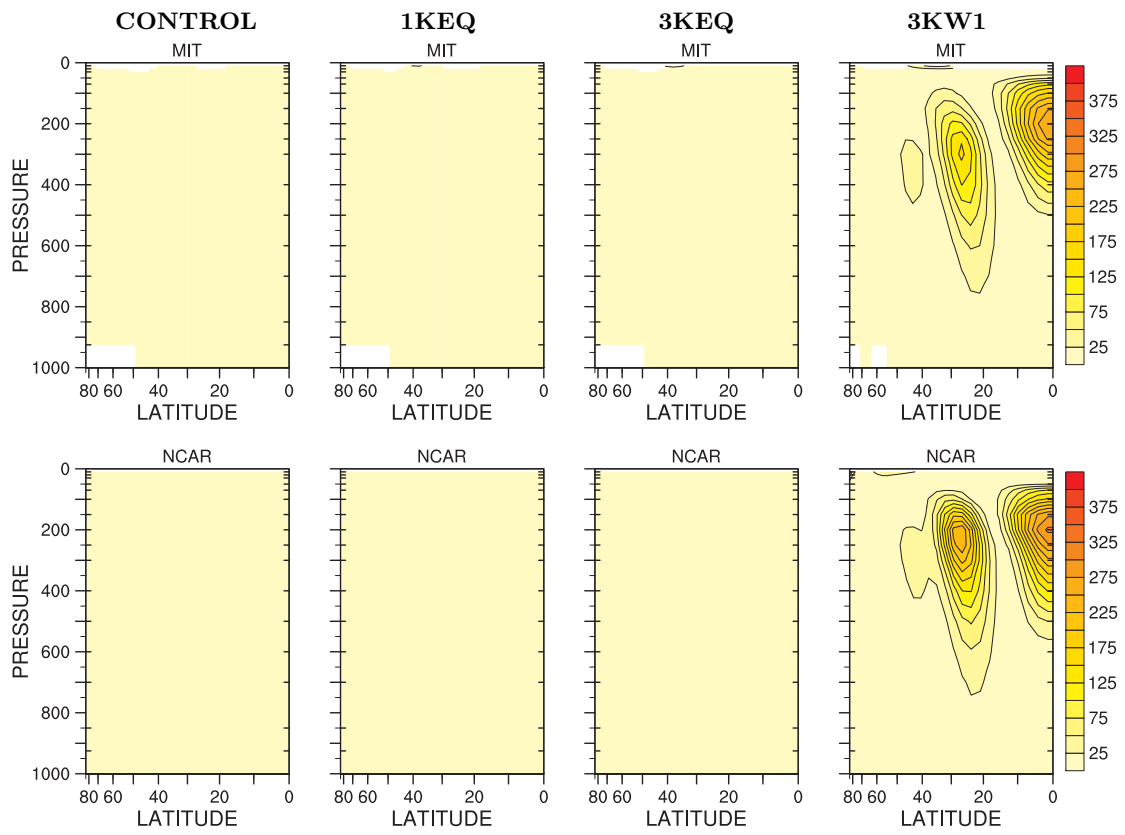 CONTROL 1KEQ 3KEQ 3KW1
MIT MIT MIT MIT
PRESSURE
0
200
400
600
800
1000
80 60 40 20 0
LATITUDE
80 60 40 20 0
LATITUDE
80 60 40 20 0
LATITUDE
80 60 40 20 0
LATITUDE
375
325
275
225
175
125
75
25
NCAR NCAR NCAR NCAR
PRESSURE
0
200
400
600
800
1000
80 60 40 20 0
LATITUDE
80 60 40 20 0
LATITUDE
80 60 40 20 0
LATITUDE
80 60 40 20 0
LATITUDE
375
325
275
225
175
125
75
25